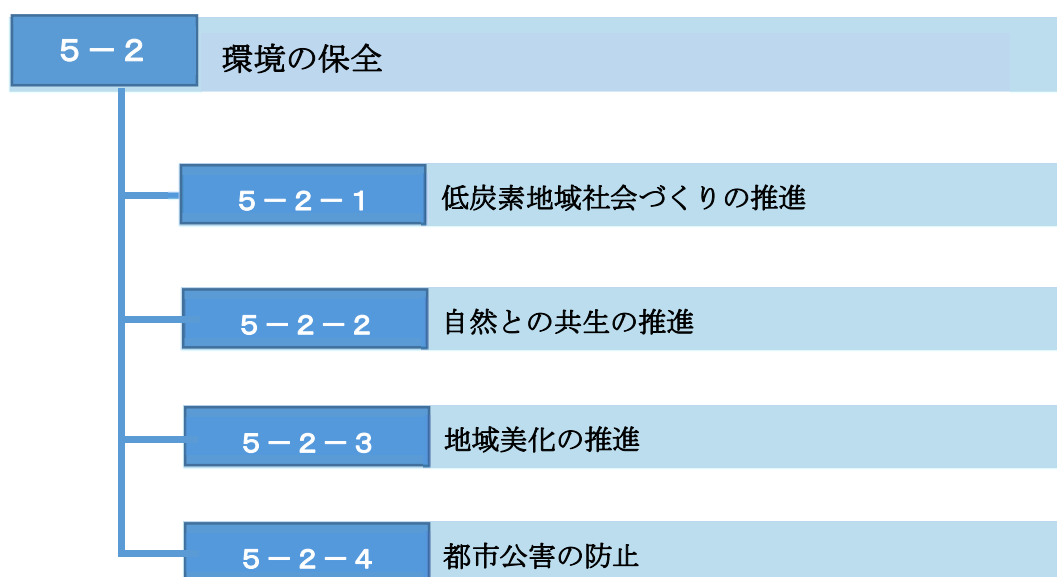 ５－２ 環境の保全
５－２－１ 低炭素地域社会づくりの推進
５－２－２ 自然との共生の推進
５－２－３ 地域美化の推進
５－２－４ 都市公害の防止